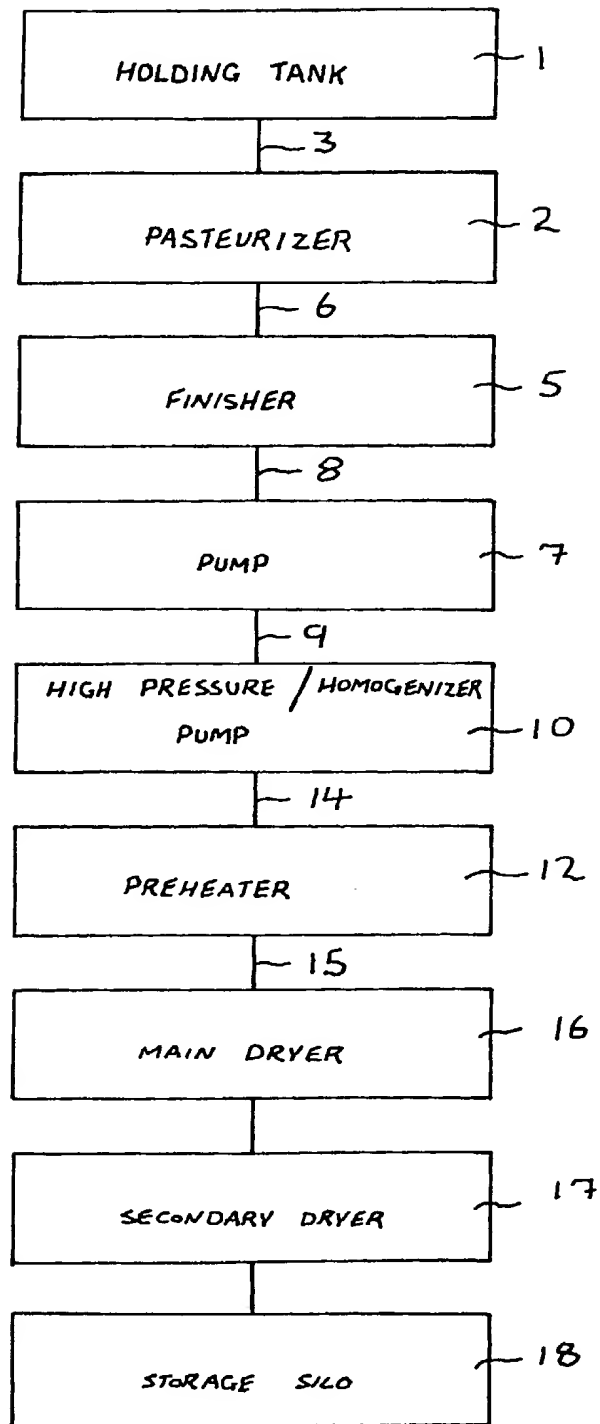 HOLDING TANK 1
3
PASTEURIZER 2
6
FINISHER 5
8
PUMP 7
9
HIGH PRESSURE / HOMOGENIZER
PUMP 10
14
PREHEATER 12
15
MAIN DRYER 16
SECONDARY DRYER 17
STORAGE SILO 18